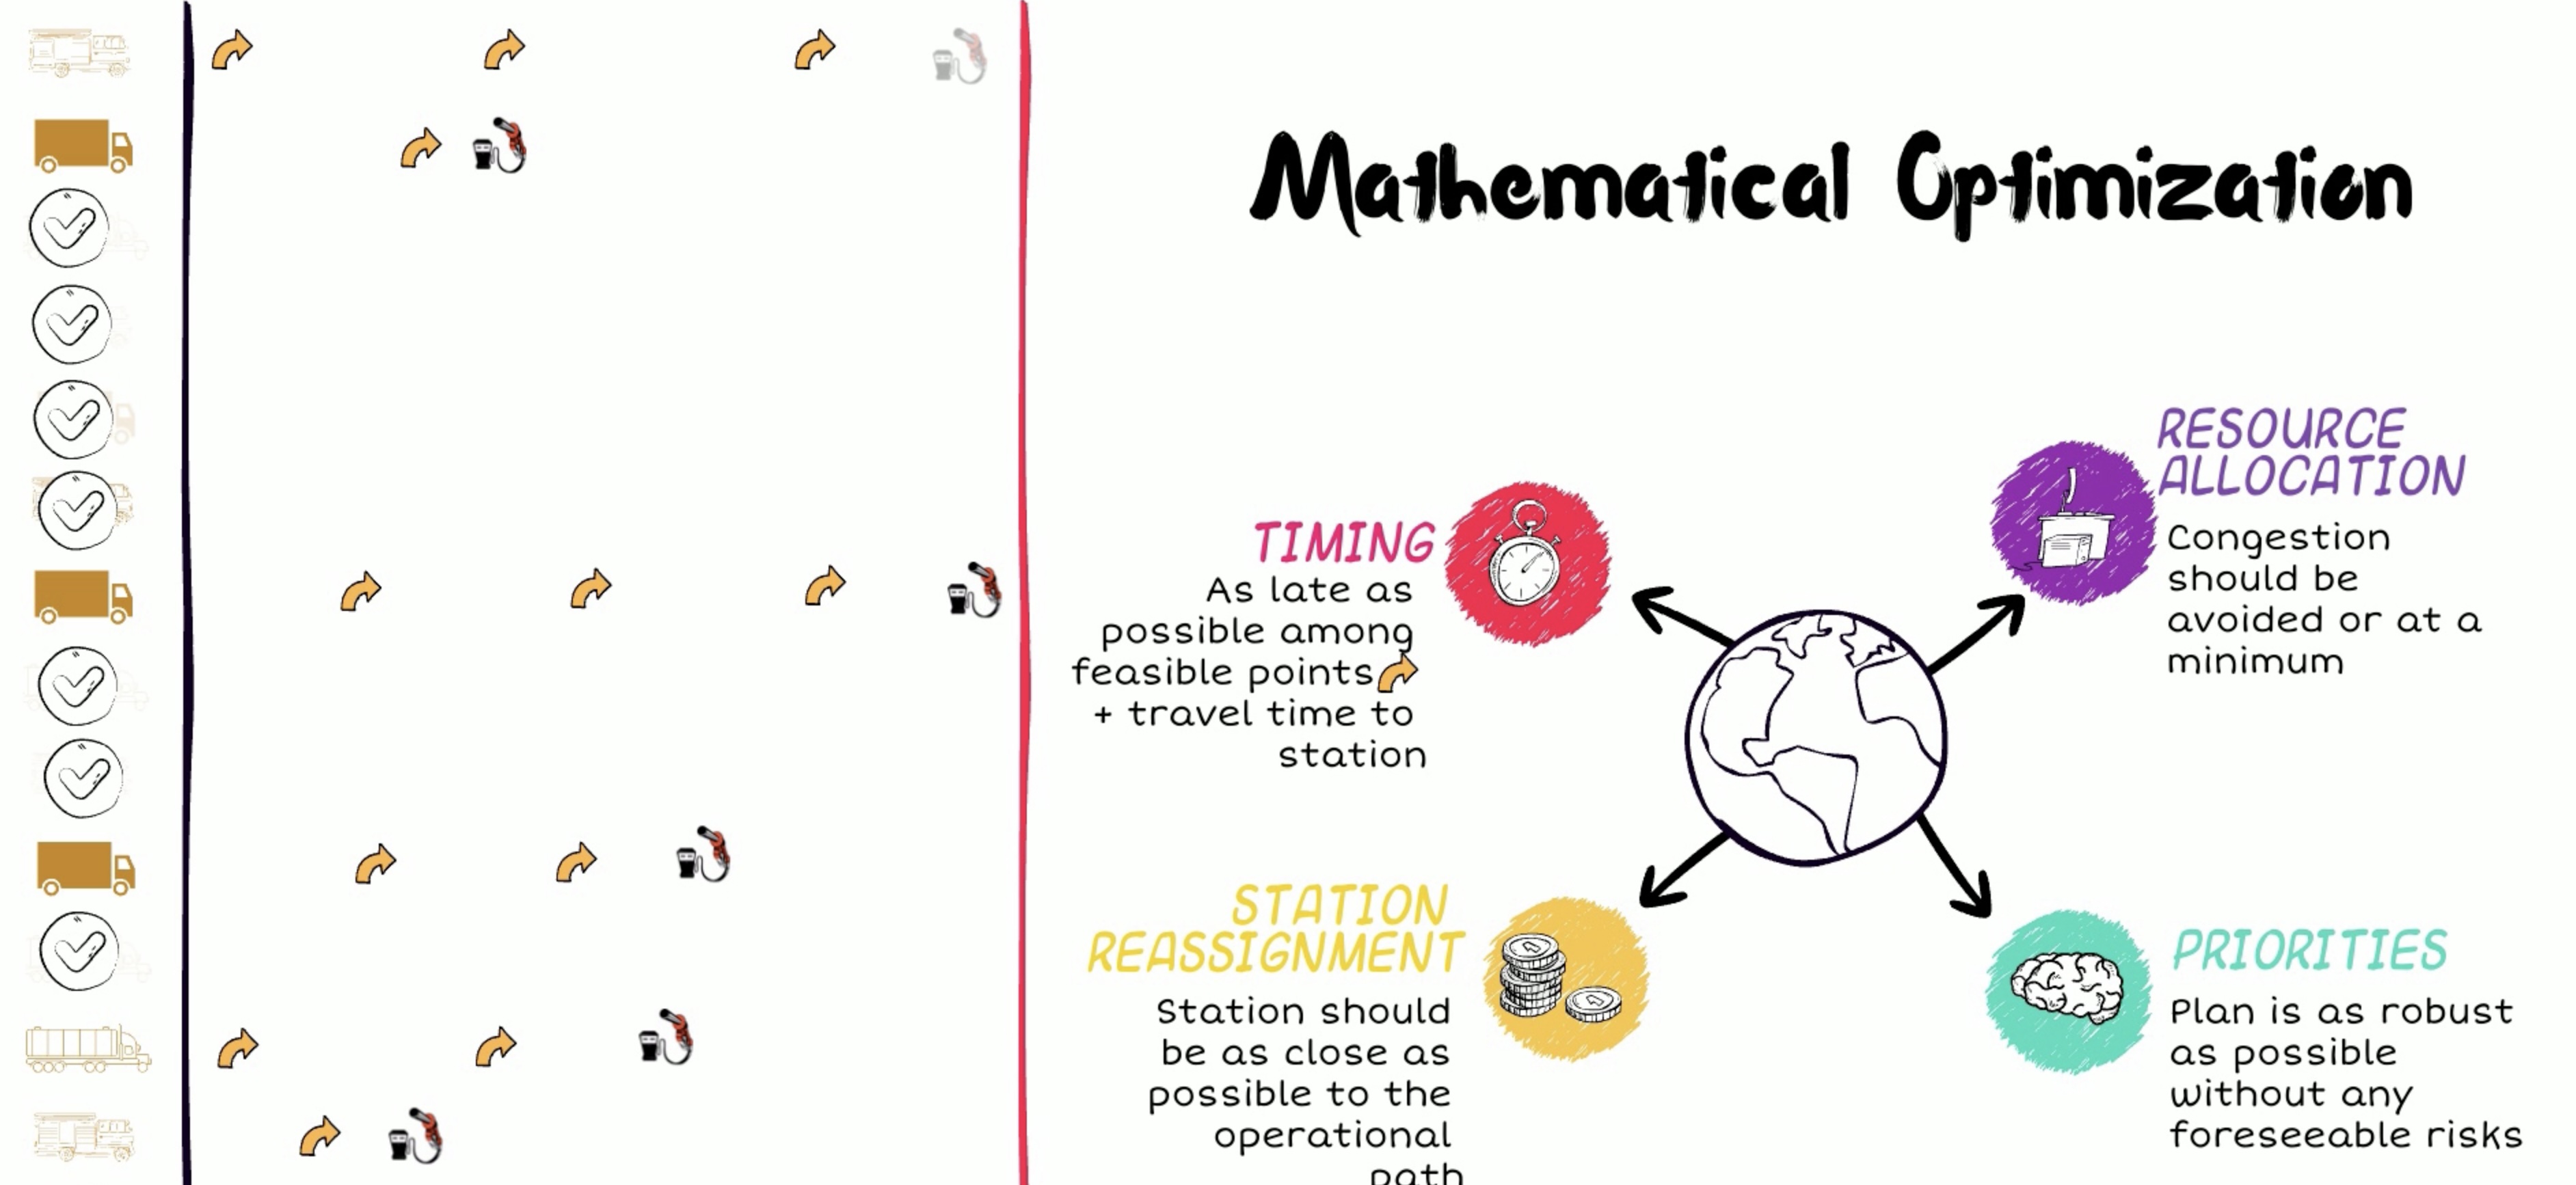 Mathematical Optimization
TIMING
As late as
possible among
feasible points
+ travel time to
station
RESOURCE
ALLOCATION
Congestion
should be
avoided or at a
minimum
STATION
REASSIGNMENT
Station should
be as close as
possible to the
operational
path
PRIORITIES
Plan is as robust
as possible
without any
foreseeable risks